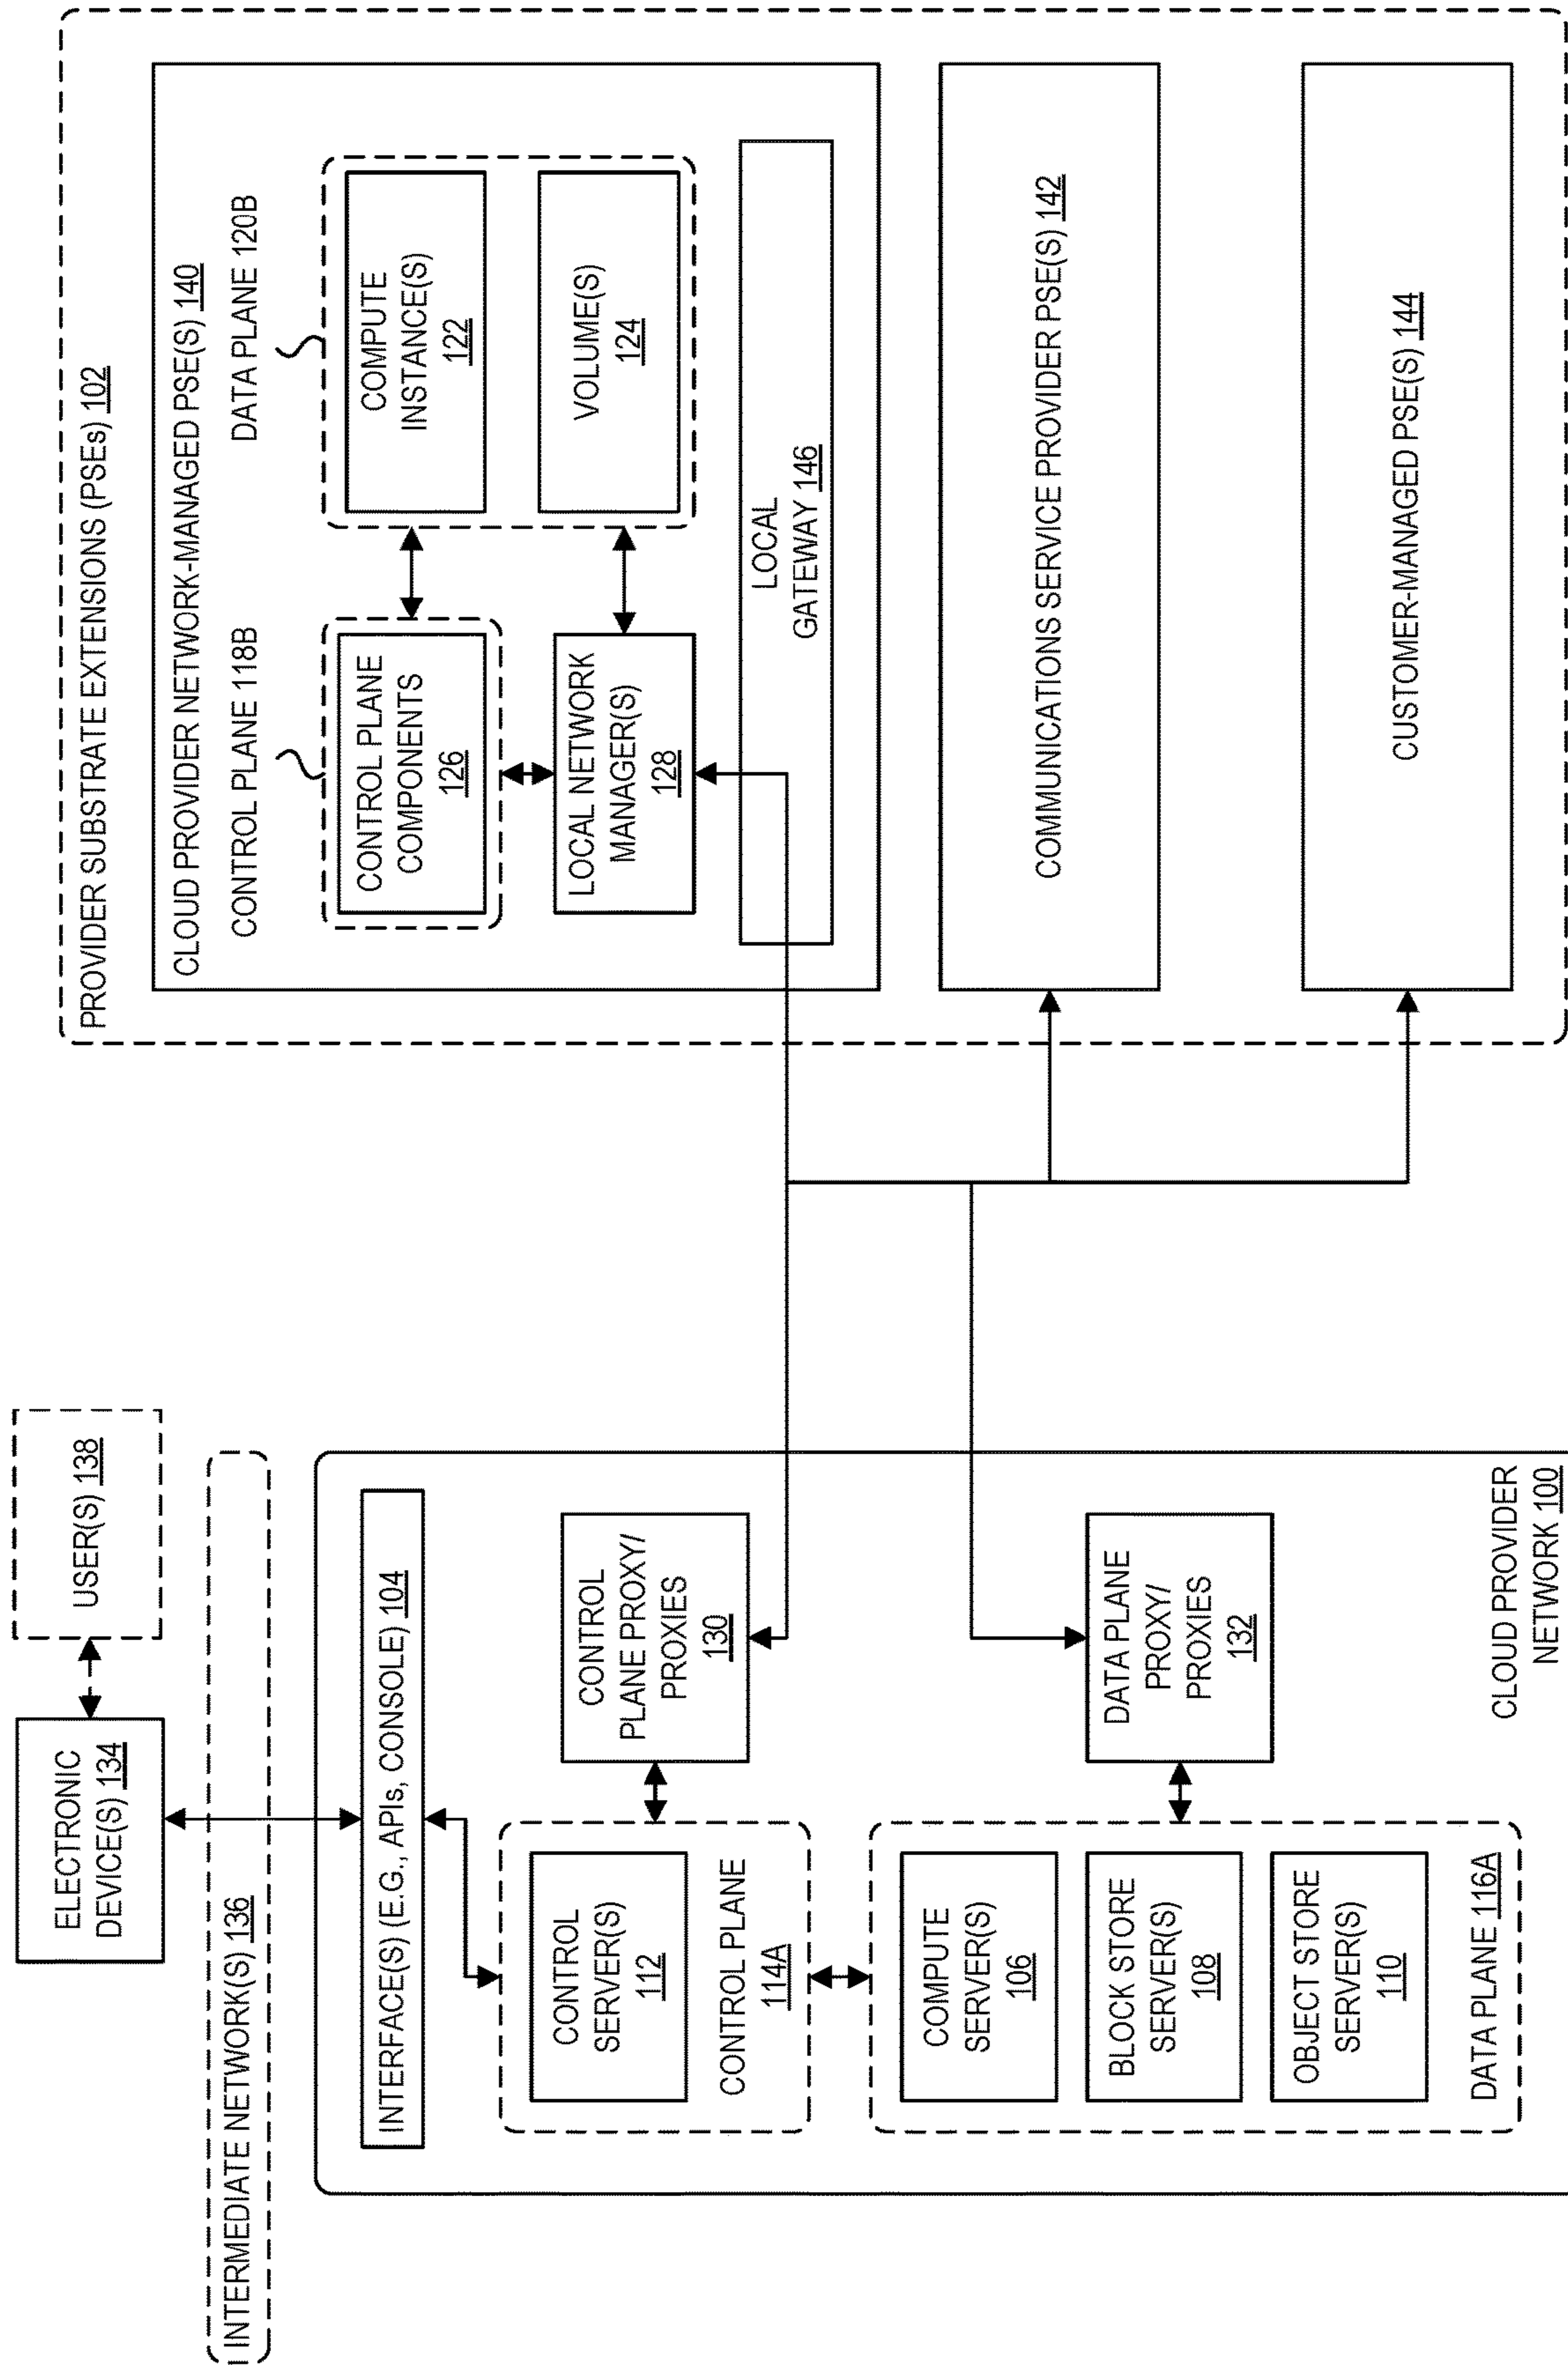 ELECTRONIC
DEVICE(S) 134
USER(S) 138
INTERMEDIATE NETWORK(S) 136
INTERFACE(S) (E.G., APIs, CONSOLE) 104
CONTROL
SERVER(S)
112
CONTROL PLANE
114A
CONTROL
PLANE PROXY/
PROXIES
130
COMPUTE
SERVER(S)
106
BLOCK STORE
SERVER(S)
108
OBJECT STORE
SERVER(S)
110
DATA PLANE 116A
DATA PLANE
PROXY/
PROXIES
132
CLOUD PROVIDER
NETWORK 100
PROVIDER SUBSTRATE EXTENSIONS (PSEs) 102
CLOUD PROVIDER NETWORK-MANAGED PSE(S) 140
CONTROL PLANE 118B
DATA PLANE 120B
CONTROL PLANE
COMPONENTS
126
COMPUTE
INSTANCE(S)
122
LOCAL NETWORK
MANAGER(S)
128
VOLUME(S)
124
LOCAL
GATEWAY 146
COMMUNICATIONS SERVICE PROVIDER PSE(S) 142
CUSTOMER-MANAGED PSE(S) 144